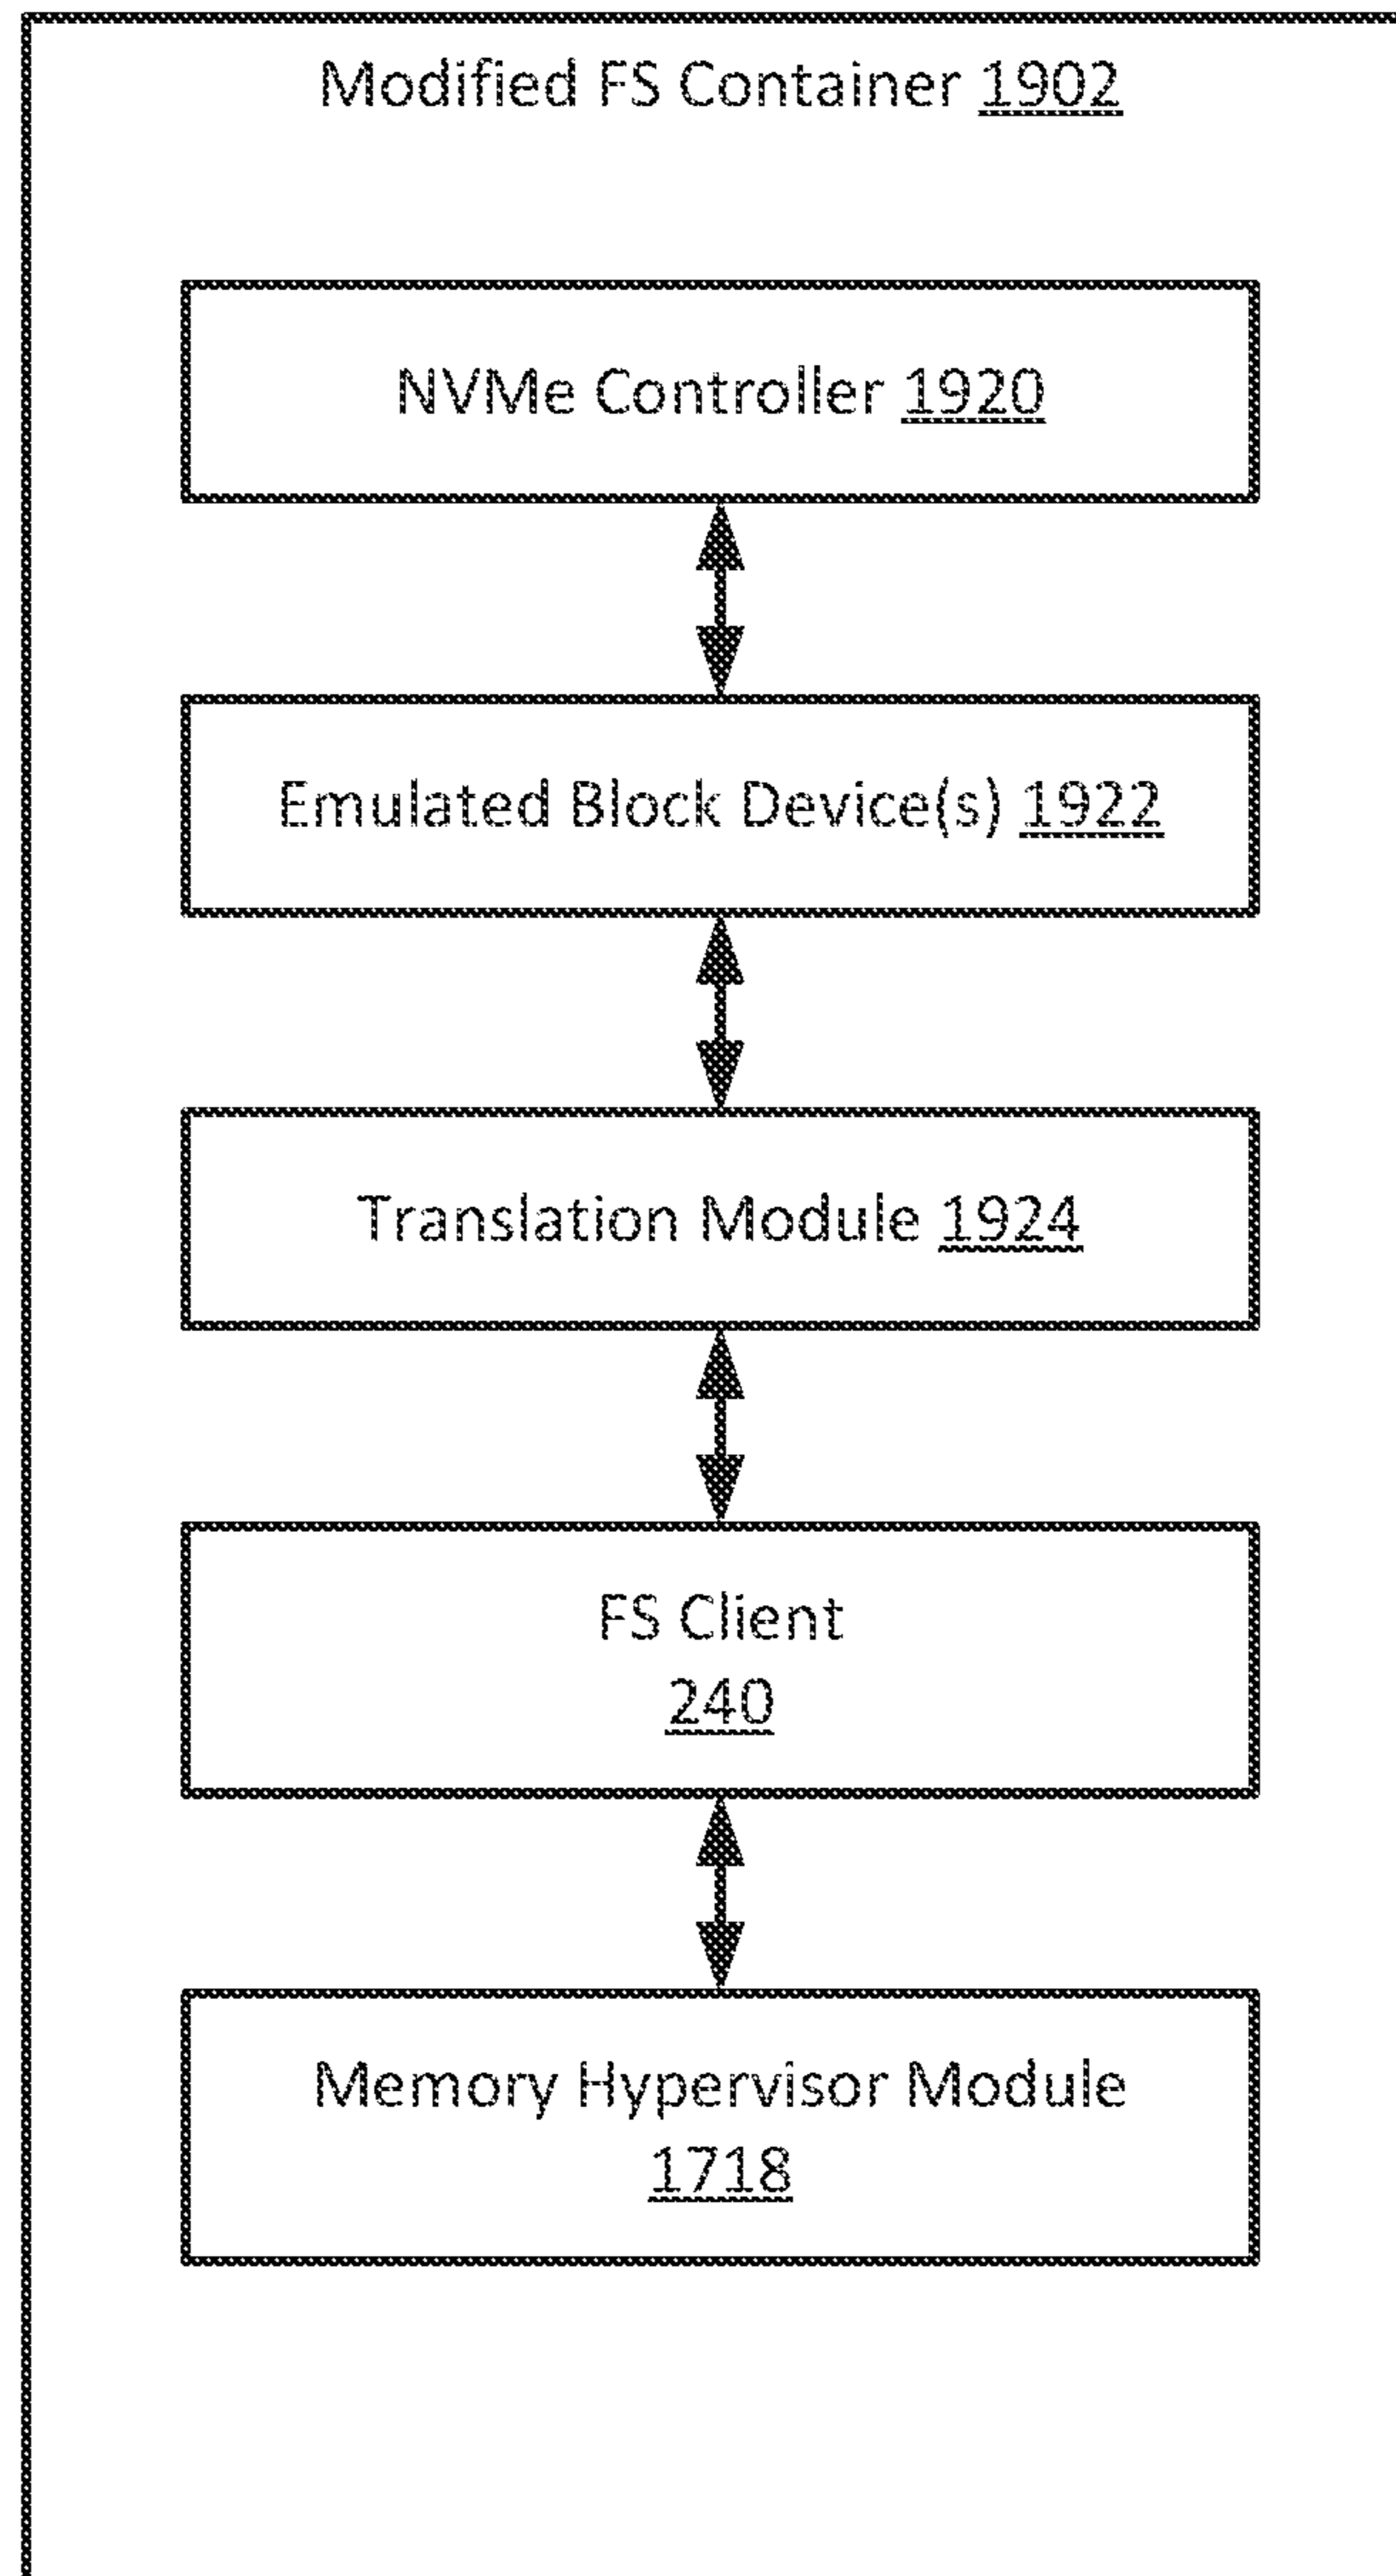 Modified FS Container 1902
NVMe Controller 1920
Emulated Block Device(s) 1922
Translation Module 1924
FS Client
240
Memory Hypervisor Module
1718